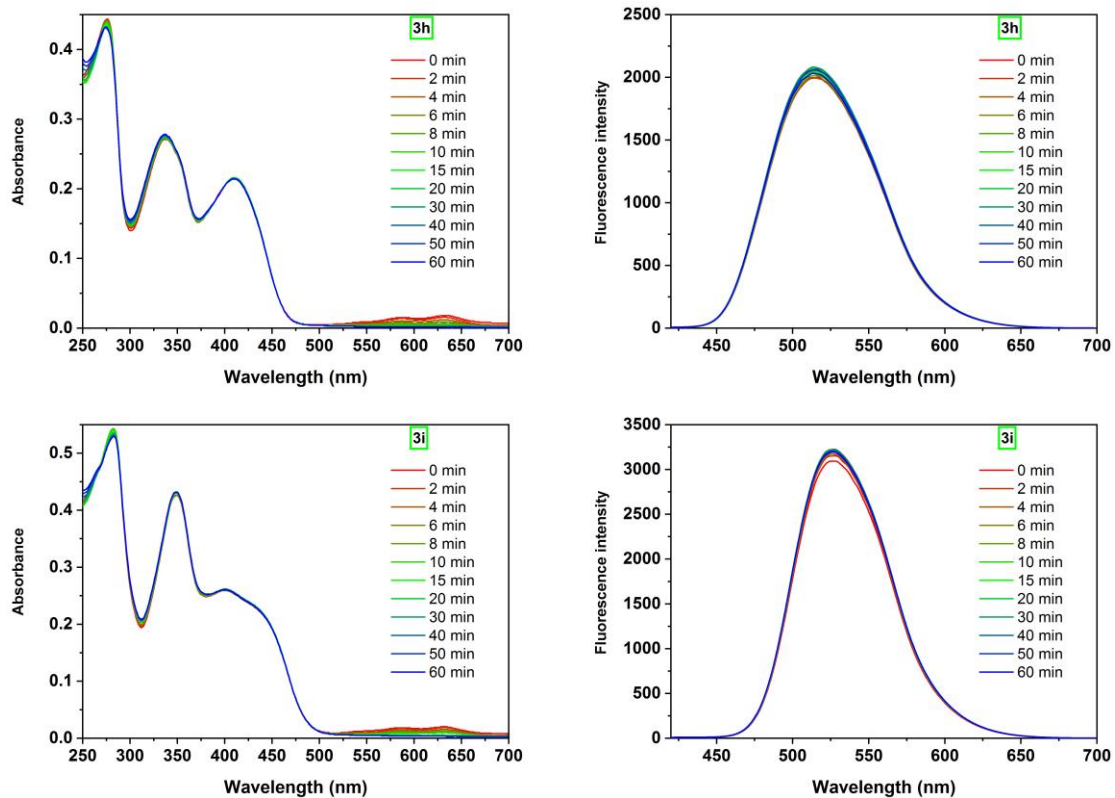 3h
0 min
2 min
4 min
6 min
8 min
10 min
15 min
20 min
30 min
40 min
50 min
60 min
Absorbance
0.4
0.3
0.2
0.1
0.0
250 300 350 400 450 500 550 600 650 700
Wavelength (nm)
3h
0 min
2 min
4 min
6 min
8 min
10 min
15 min
20 min
30 min
40 min
50 min
60 min
Fluorescence intensity
2500
2000
1500
1000
500
0
450 500 550 600 650 700
Wavelength (nm)
3i
0 min
2 min
4 min
6 min
8 min
10 min
15 min
20 min
30 min
40 min
50 min
60 min
Absorbance
0.5
0.4
0.3
0.2
0.1
0.0
250 300 350 400 450 500 550 600 650 700
Wavelength (nm)
3i
0 min
2 min
4 min
6 min
8 min
10 min
15 min
20 min
30 min
40 min
50 min
60 min
Fluorescence intensity
3500
3000
2500
2000
1500
1000
500
0
450 500 550 600 650 700
Wavelength (nm)